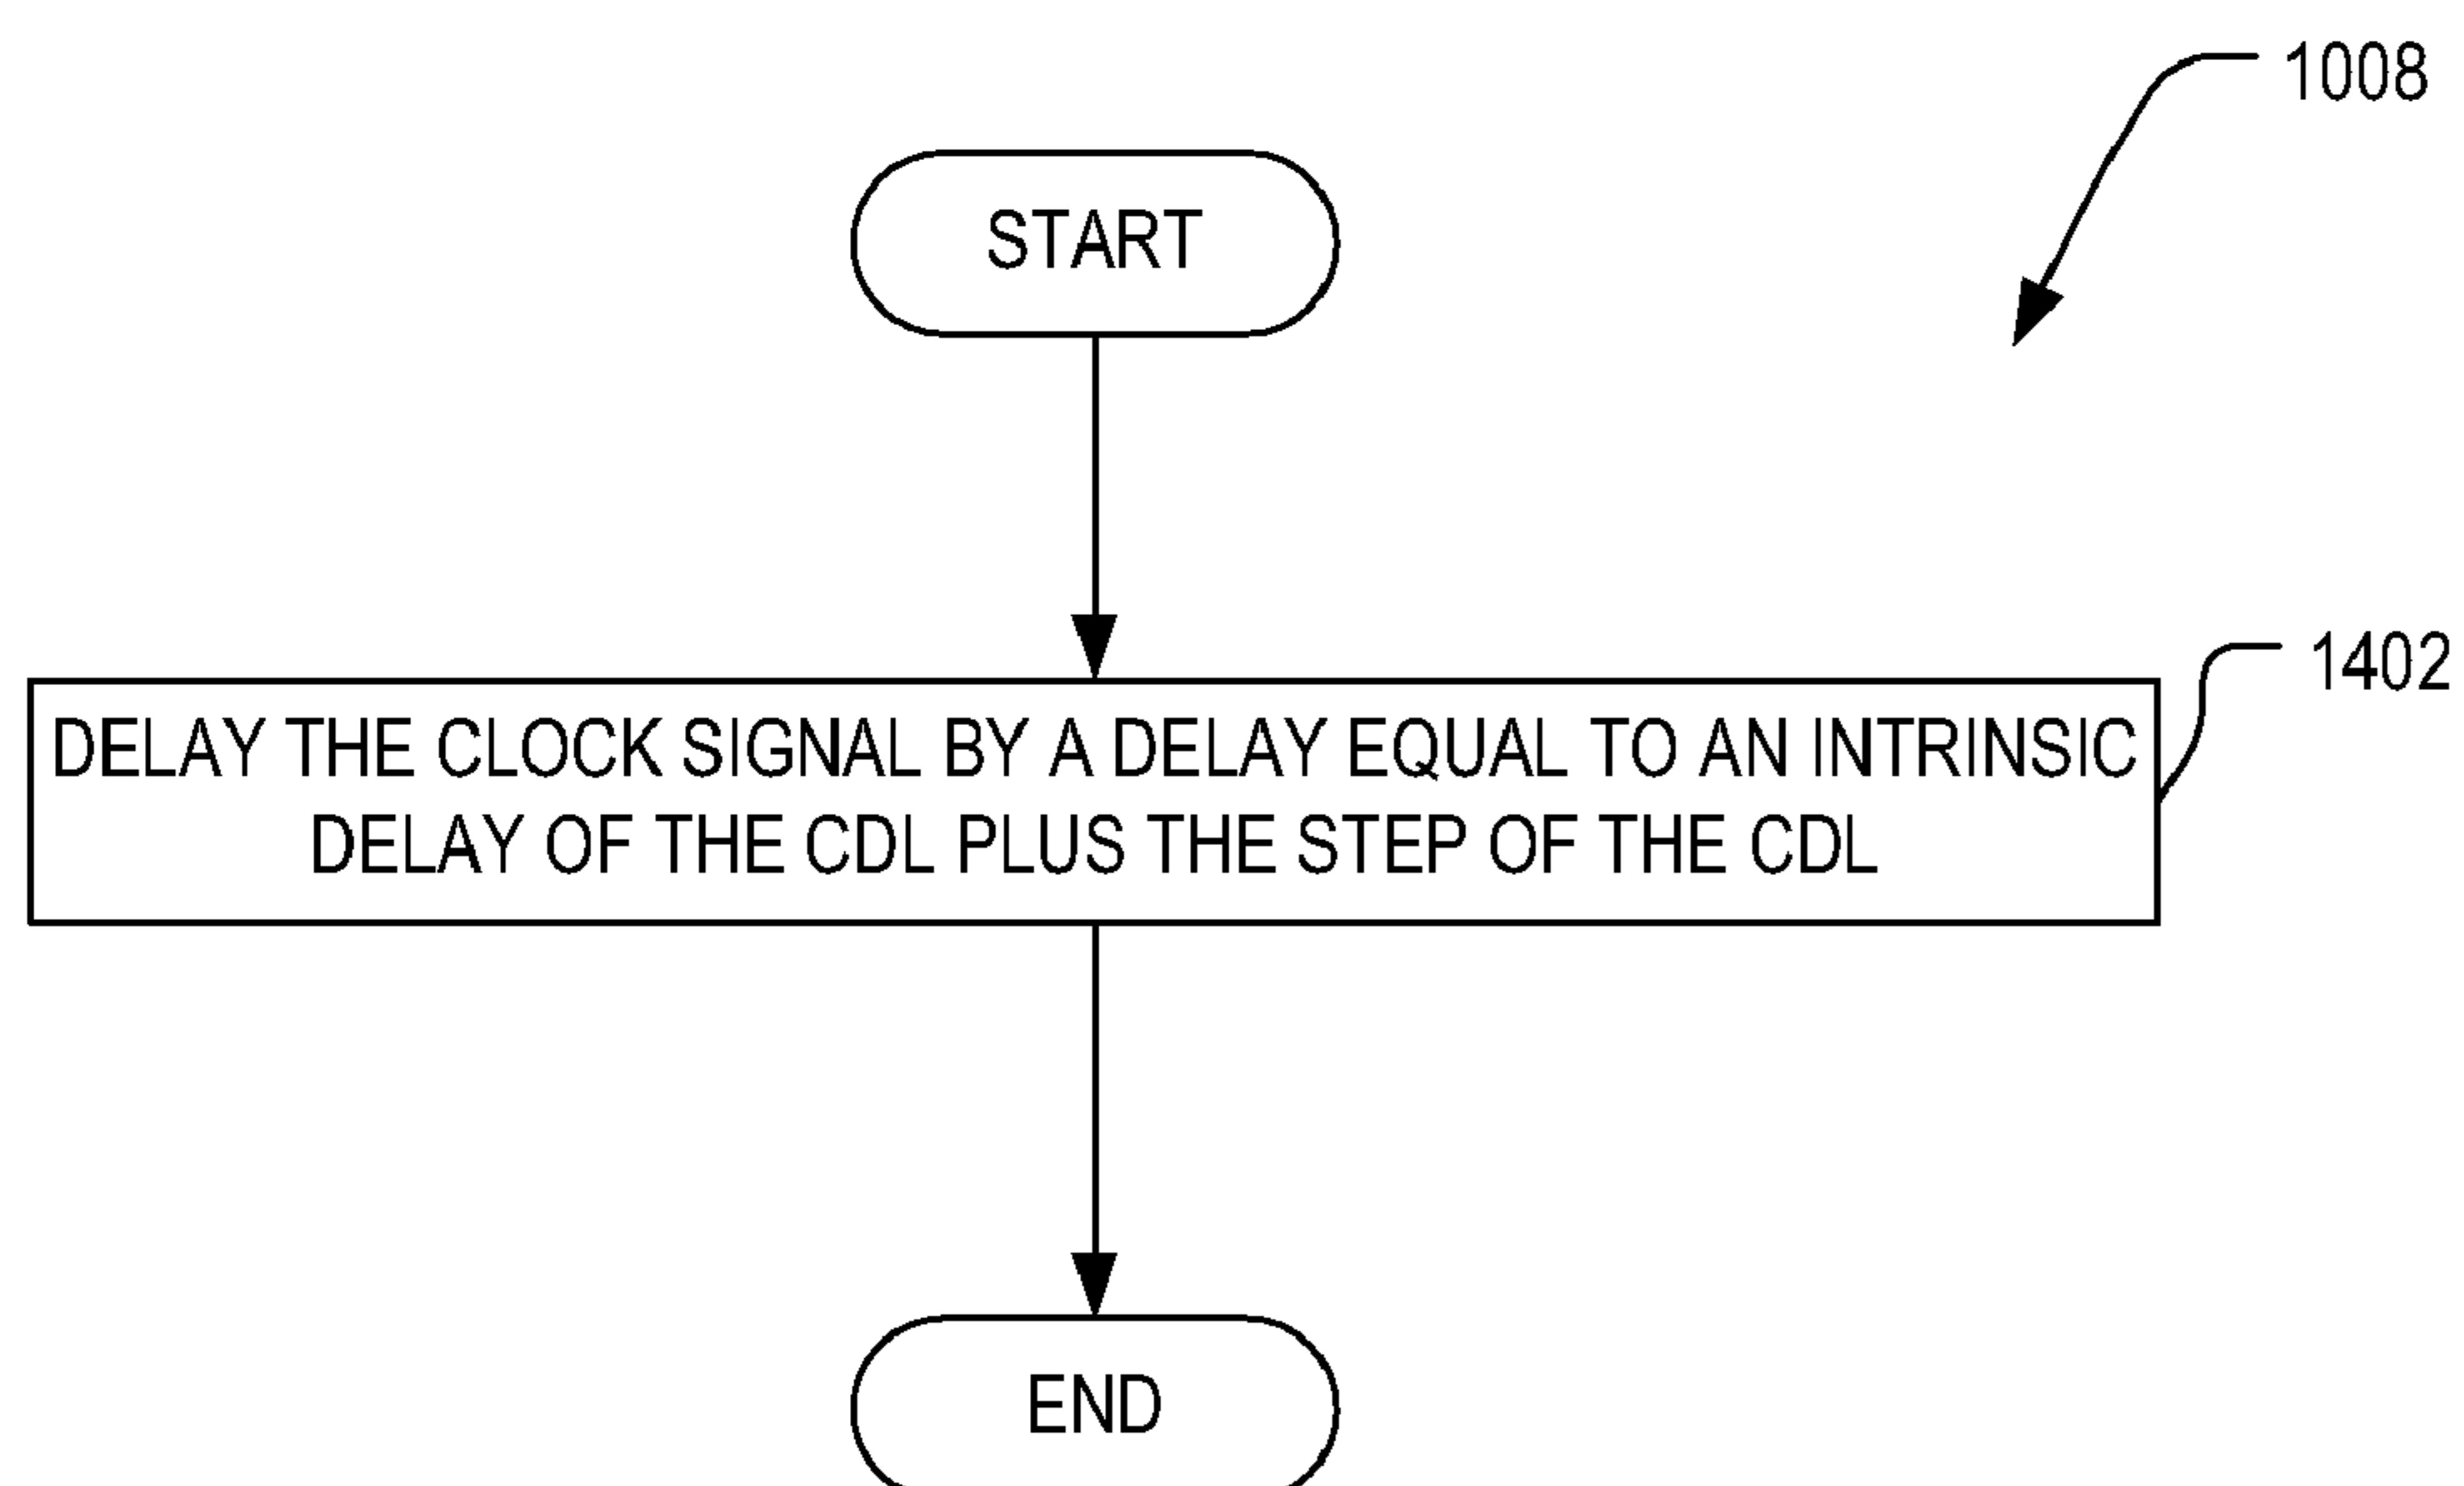 1008
START
1402
DELAY THE CLOCK SIGNAL BY A DELAY EQUAL TO AN INTRINSIC
DELAY OF THE CDL PLUS THE STEP OF THE CDL
END